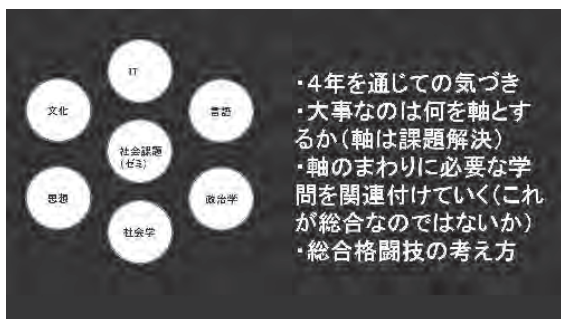 IT
文化
言語
社会課題
(ゼミ)
思想
政治学
社会学
・4年を通じての気づき
・大事なのは何を軸とす
るか(軸は課題解決)
・軸のまわりに必要な学
問を関連付けていく(これ
が総合なのではないか)
・総合格闘技の考え方